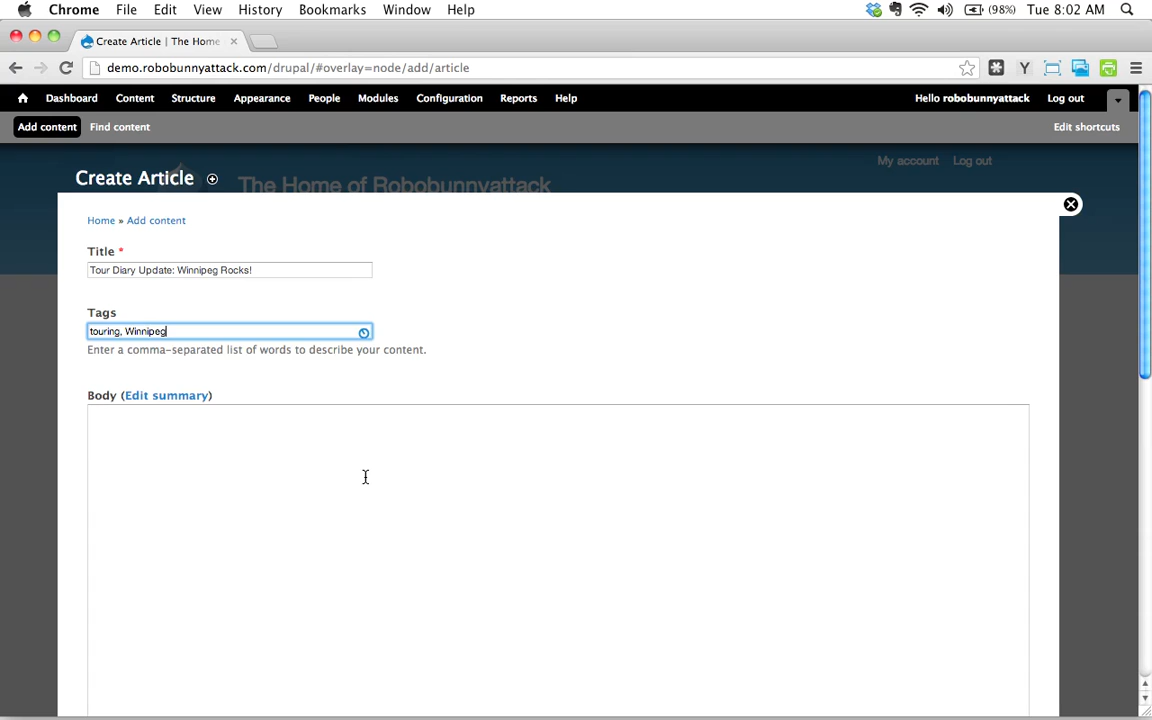 Chrome File Edit View History Bookmarks Window Help (98%) Tue 8:02 AM
Create Article | The Home
demo.robobunnyattack.com/drupal/#overlay=node/add/article
Dashboard Content Structure Appearance People Modules Configuration Reports Help Hello robobunnyattack Log out
Add content Find content Edit shortcuts
My account Log out
Create Article The Home of Robobunnyattack
Home » Add content
Title *
Tour Diary Update: Winnipeg Rocks!
Tags
touring, Winnipeg
Enter a comma-separated list of words to describe your content.
Body (Edit summary)